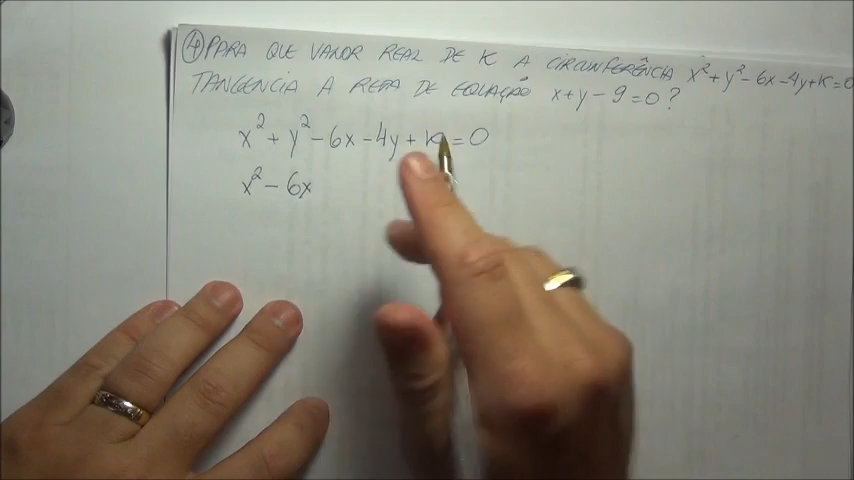 ④ PARA QUE VALOR REAL DE K A CIRCUNFERÊNCIA x²+y²-6x-4y+K=0
TANGENCIA A RETA DE EQUAÇÃO x+y-9=0?
x²+y²-6x-4y+K=0
x²-6x